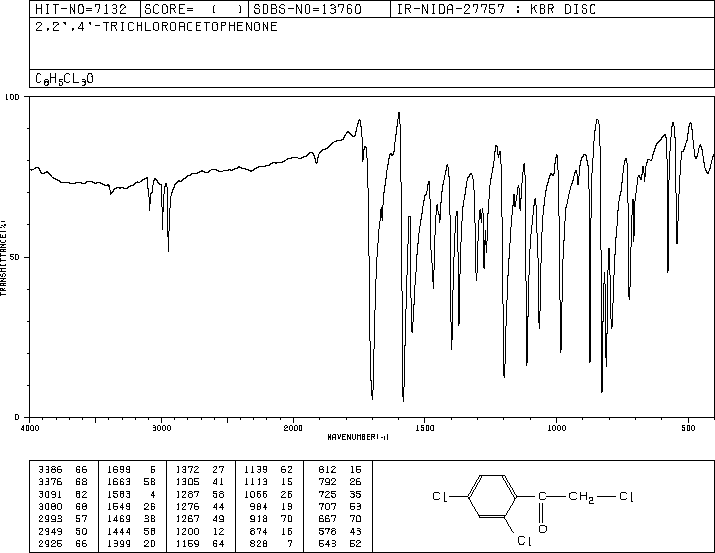 HIT-NO=7132 SCORE= ( ) SDBS-NO=13760 IR-NIDA-27757 : KBR DISC
2,2',4'-TRICHLOROACETOPHENONE
C8H5CL3O
100
50
0
TRANSMITTANCE(%)
4000 3000 2000 1500 1000 500
WAVENUMBER(-1)
3386 66 1699 5 1372 27 1139 62 812 15
3376 68 1663 58 1305 41 1113 15 792 26
3091 62 1583 4 1287 58 1066 26 725 35
3080 68 1549 26 1276 44 984 19 707 53
2993 57 1469 38 1267 49 918 70 667 70
2949 50 1444 58 1200 12 874 16 578 43
2925 66 1399 20 1159 64 828 7 543 52
Cl
C
CH2
Cl
O
Cl